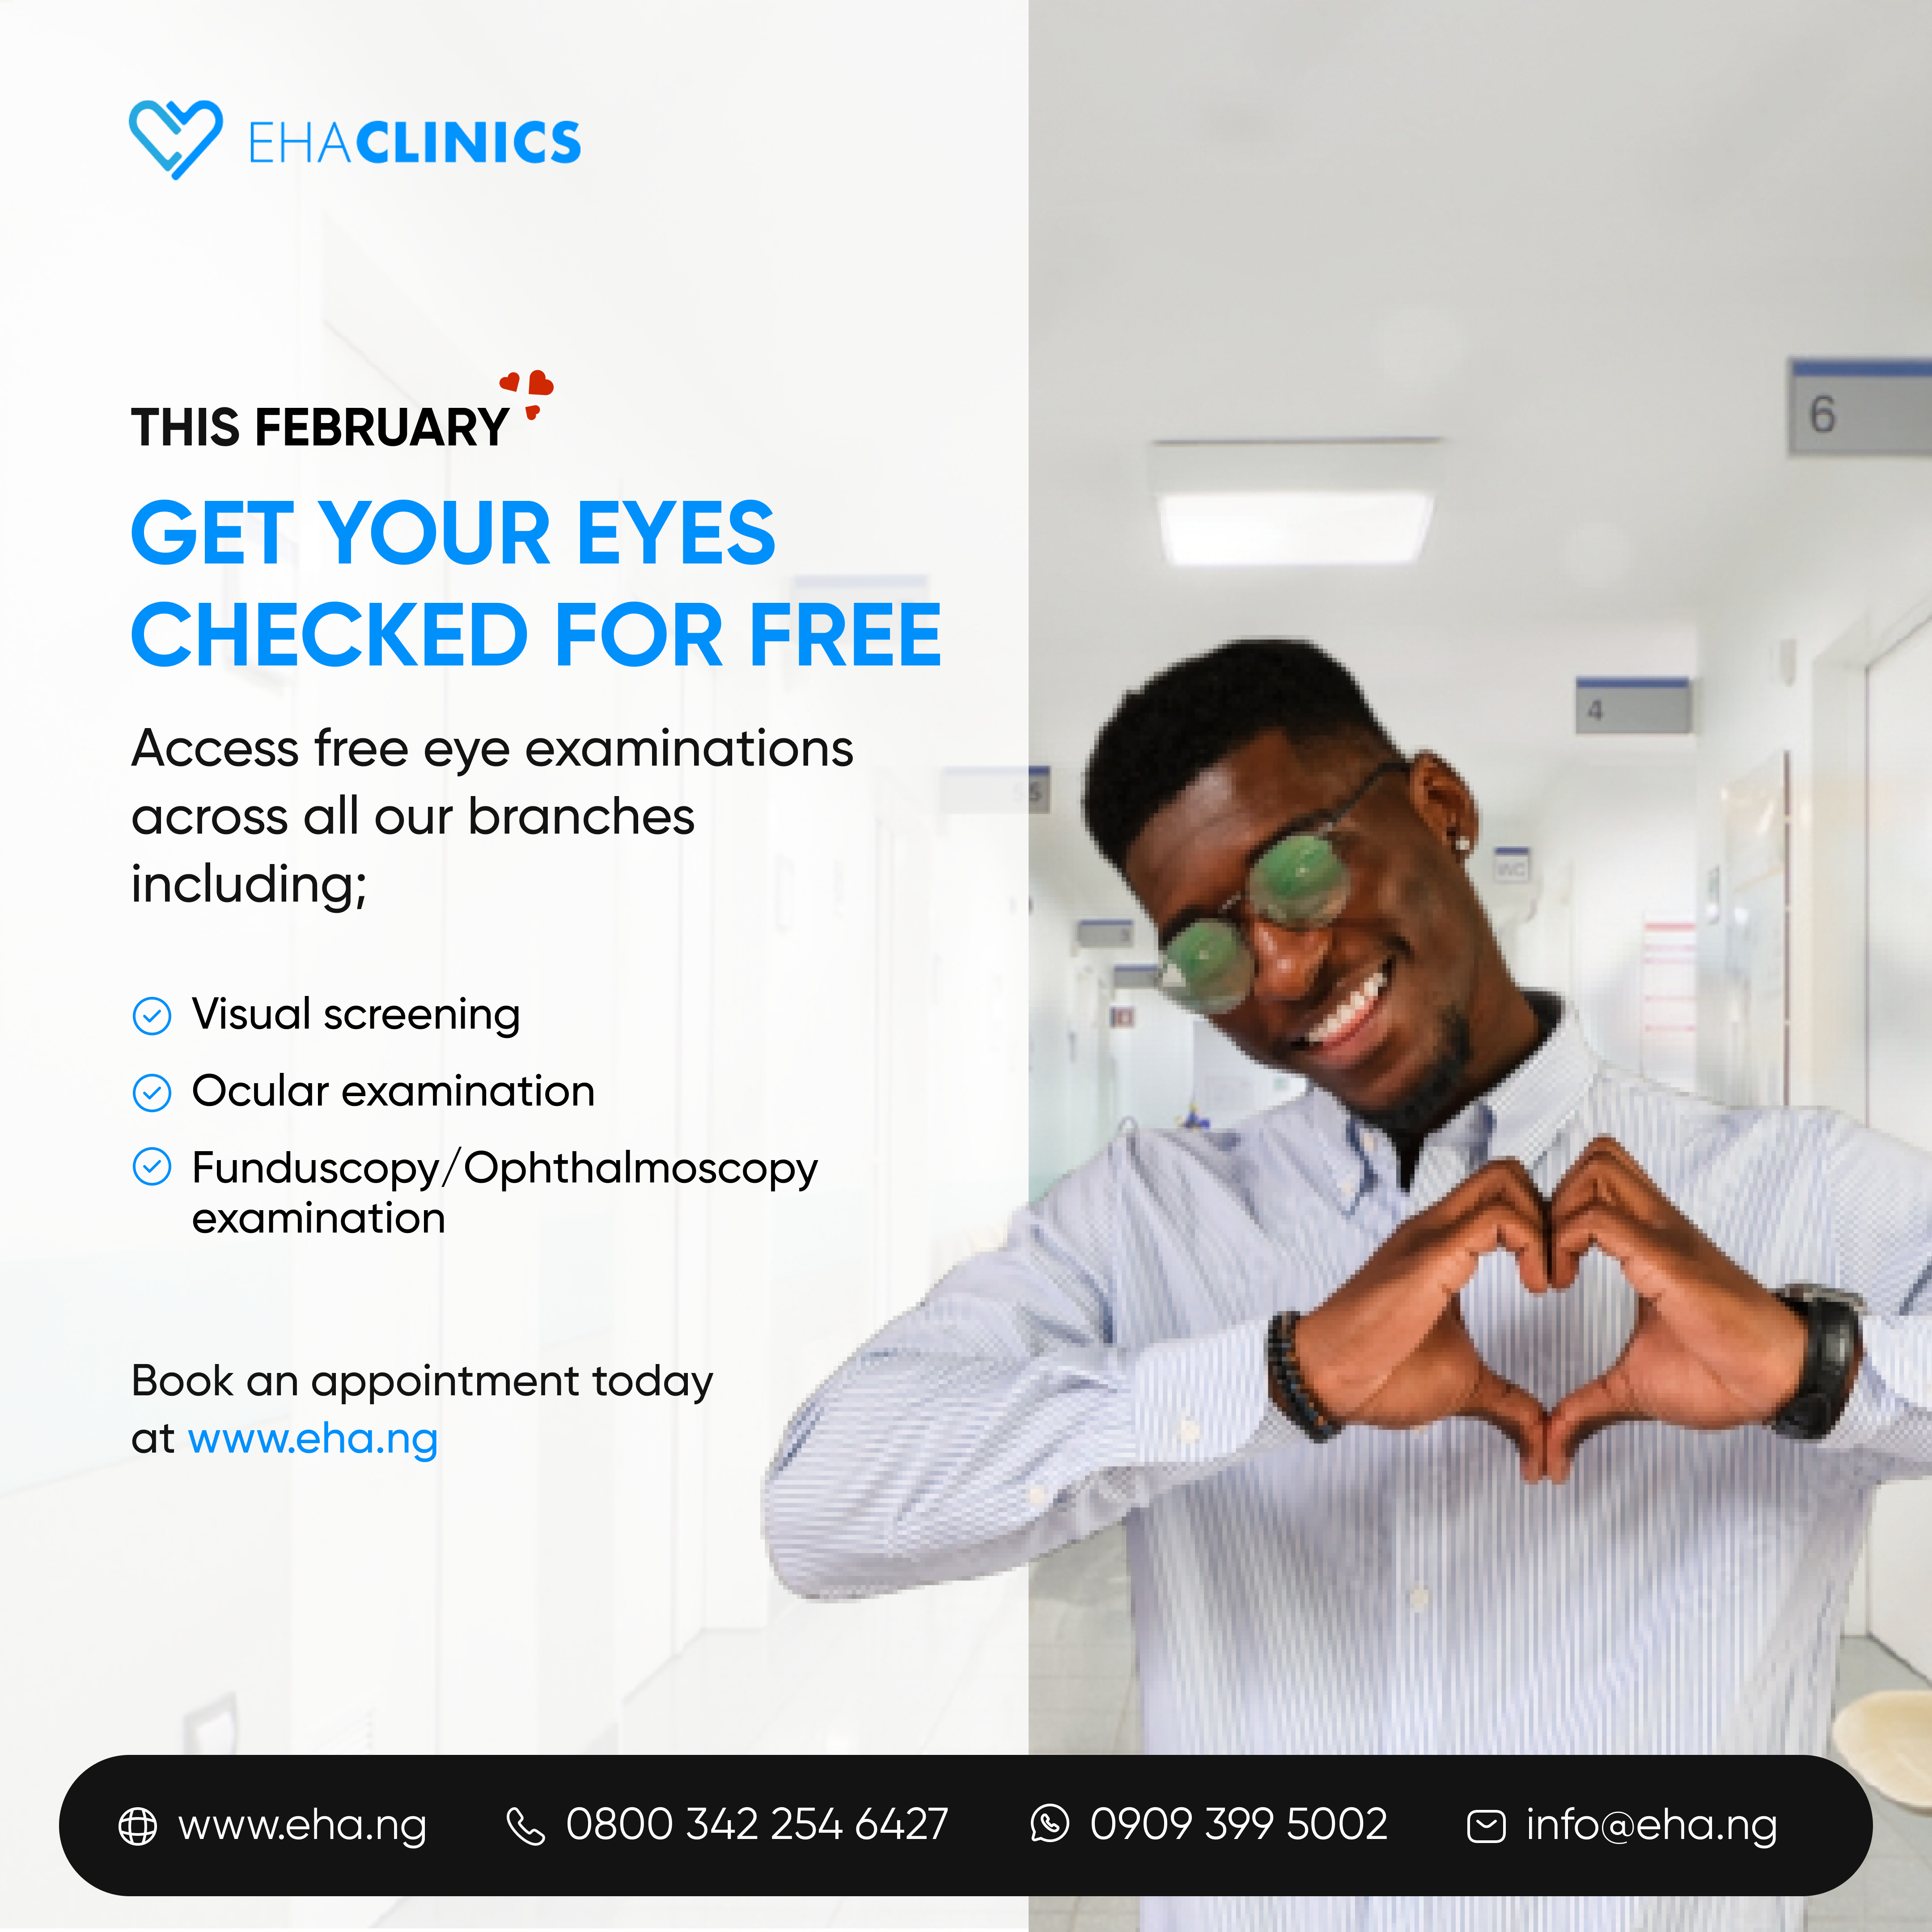 EHACLINICS
THIS FEBRUARY
GET YOUR EYES
CHECKED FOR FREE
Access free eye examinations
across all our branches
including;
Visual screening
Ocular examination
Funduscopy/Ophthalmoscopy
examination
Book an appointment today
at www.eha.ng
6
4
WC
www.eha.ng
0800 342 254 6427
0909 399 5002
info@eha.ng